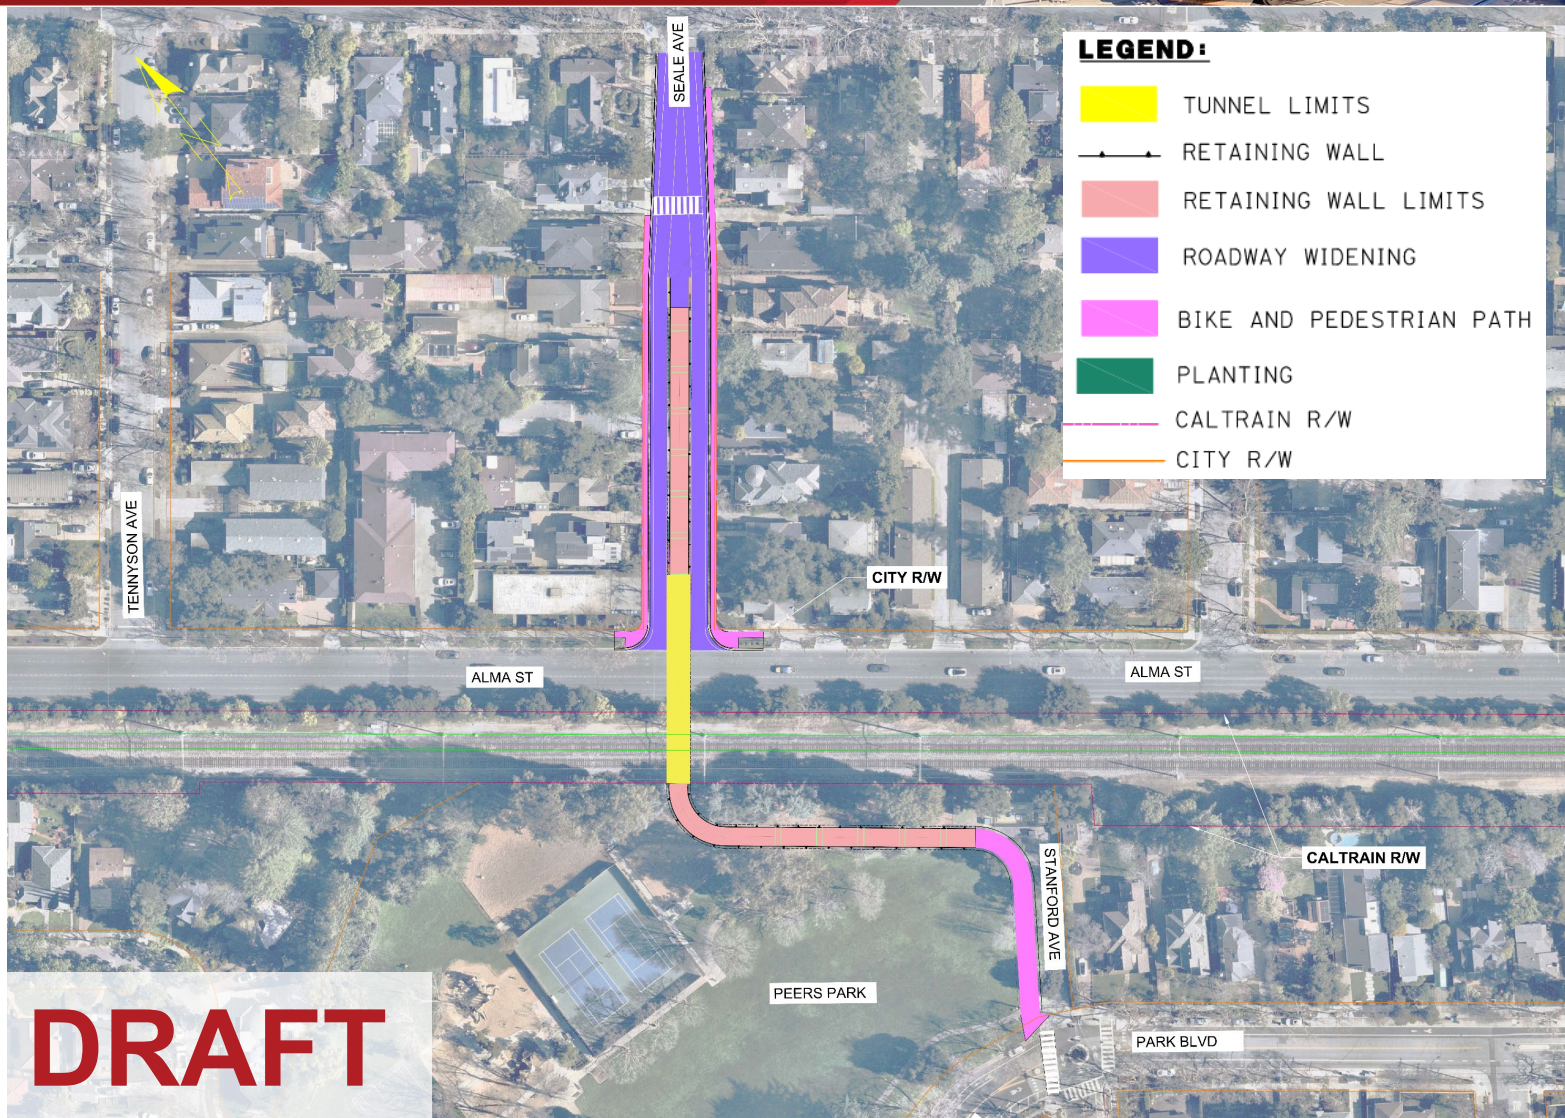 SEALE AVE
LEGEND:
TUNNEL LIMITS
RETAINING WALL
RETAINING WALL LIMITS
ROADWAY WIDENING
BIKE AND PEDESTRIAN PATH
PLANTING
CALTRAIN R/W
CITY R/W
TENNYSON AVE
CITY R/W
ALMA ST
ALMA ST
CALTRAIN R/W
STANFORD AVE
PEERS PARK
PARK BLVD
DRAFT